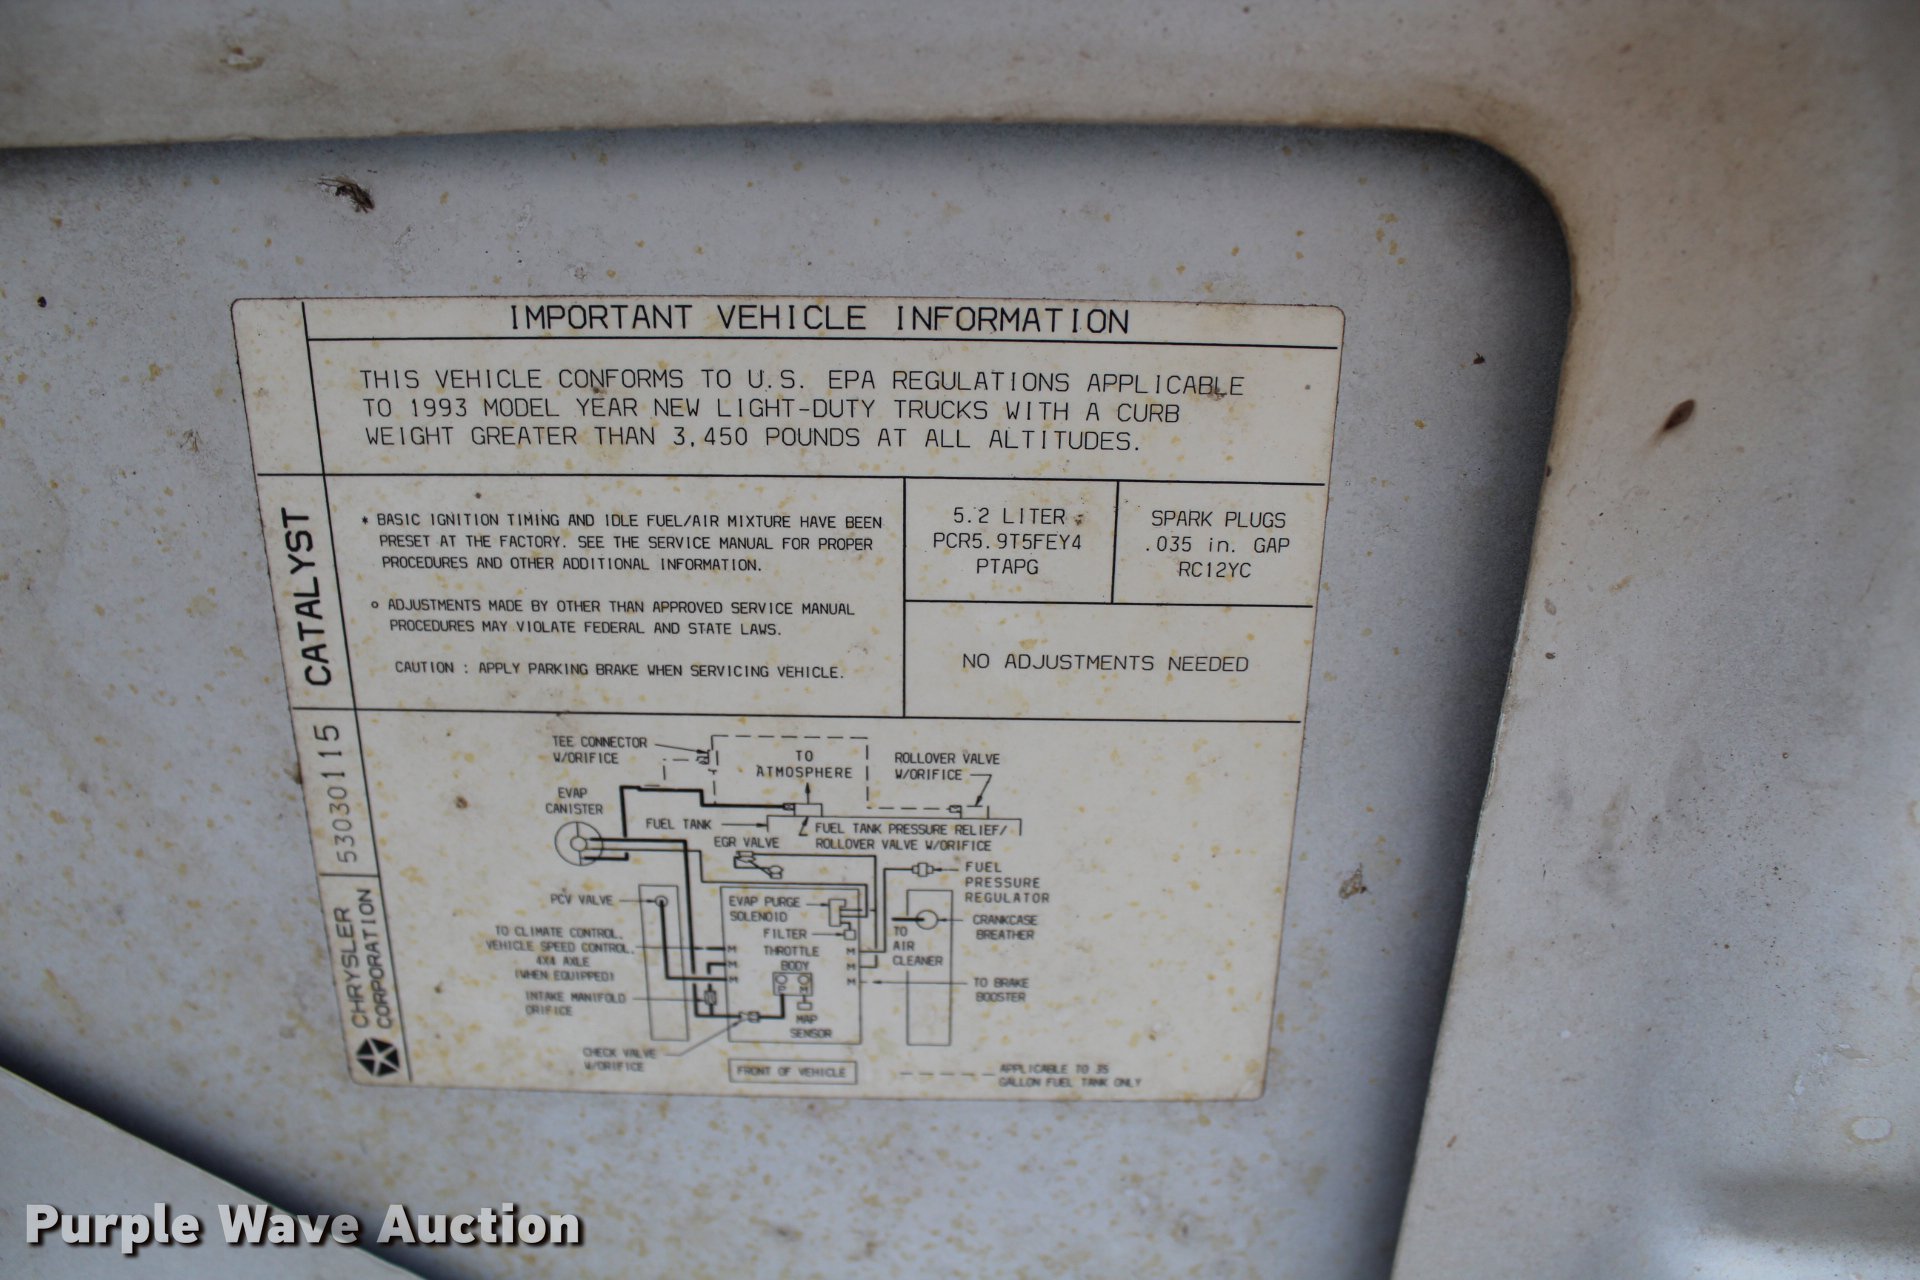 IMPORTANT VEHICLE INFORMATION
THIS VEHICLE CONFORMS TO U.S. EPA REGULATIONS APPLICABLE
TO 1993 MODEL YEAR NEW LIGHT-DUTY TRUCKS WITH A CURB
WEIGHT GREATER THAN 3,450 POUNDS AT ALL ALTITUDES.
CATALYST
* BASIC IGNITION TIMING AND IDLE FUEL/AIR MIXTURE HAVE BEEN
PRESET AT THE FACTORY. SEE THE SERVICE MANUAL FOR PROPER
PROCEDURES AND OTHER ADDITIONAL INFORMATION.
o ADJUSTMENTS MADE BY OTHER THAN APPROVED SERVICE MANUAL
PROCEDURES MAY VIOLATE FEDERAL AND STATE LAWS.
CAUTION : APPLY PARKING BRAKE WHEN SERVICING VEHICLE.
5.2 LITER
PCR5.9T5FEY4
PTAPG
SPARK PLUGS
.035 in. GAP
RC12YC
NO ADJUSTMENTS NEEDED
53030115
CHRYSLER
CORPORATION
TEE CONNECTOR
W/ORIFICE
TO
ATMOSPHERE
ROLLOVER VALVE
W/ORIFICE
EVAP
CANISTER
FUEL TANK
FUEL TANK PRESSURE RELIEF/
ROLLOVER VALVE W/ORIFICE
EGR VALVE
FUEL
PRESSURE
REGULATOR
PCV VALVE
EVAP PURGE
SOLENOID
FILTER
CRANKCASE
BREATHER
TO
AIR
CLEANER
TO CLIMATE CONTROL,
VEHICLE SPEED CONTROL,
4X4 AXLE
(WHEN EQUIPPED)
M
M
M
THROTTLE
BODY
P
M
M
M
M
TO BRAKE
BOOSTER
INTAKE MANIFOLD
ORIFICE
MAP
SENSOR
CHECK VALVE
W/ORIFICE
FRONT OF VEHICLE
APPLICABLE TO 35
GALLON FUEL TANK ONLY
Purple Wave Auction